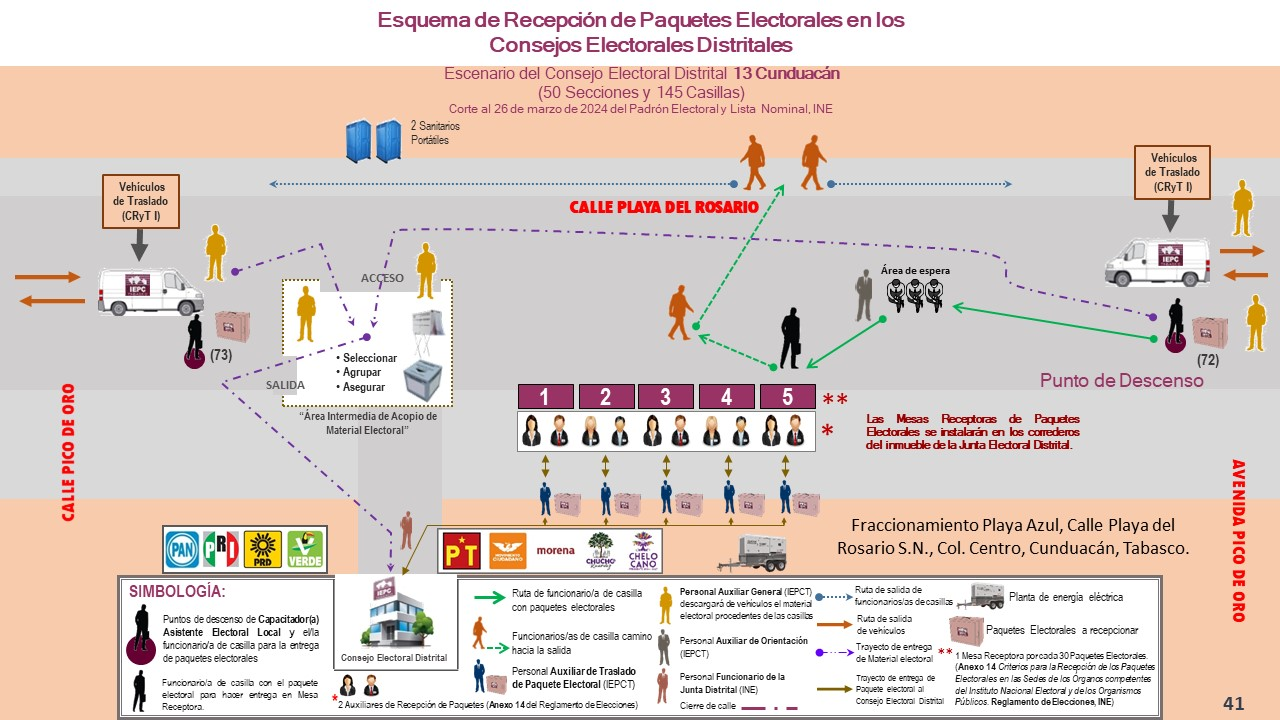 Esquema de Recepción de Paquetes Electorales en los
Consejos Electorales Distritales
Escenario del Consejo Electoral Distrital 13 Cunduacán
(50 Secciones y 145 Casillas)
Corte al 26 de marzo de 2024 del Padrón Electoral y Lista Nominal, INE
2 Sanitarios
Portátiles
Vehículos
de Traslado
(CRyT I)
Vehículos
de Traslado
(CRyT I)
CALLE PLAYA DEL ROSARIO
ACCESO
Área de espera
IEPC
IEPC
(73)
(72)
• Seleccionar
• Agrupar
• Asegurar
SALIDA
“Área Intermedia de Acopio de
Material Electoral”
Punto de Descenso
1 2 3 4 5 **
*
Las Mesas Receptoras de Paquetes
Electorales se instalarán en los corredores
del inmueble de la Junta Electoral Distrital.
CALLE PICO DE ORO
AVENIDA PICO DE ORO
Fraccionamiento Playa Azul, Calle Playa del
Rosario S.N., Col. Centro, Cunduacán, Tabasco.
PAN
PRD
PRD
VERDE
PT
MOVIMIENTO
CIUDADANO
morena
CHUCHO
CHELO
CANO
SIMBOLOGÍA:
Puntos de descenso de Capacitador(a)
Asistente Electoral Local y el/la
funcionario/a de casilla para la entrega
de paquetes electorales
Funcionario/a de casilla con el paquete
electoral para hacer entrega en Mesa
Receptora.
IEPC
Consejo Electoral Distrital
* 2 Auxiliares de Recepción de Paquetes (Anexo 14 del Reglamento de Elecciones)
Ruta de funcionario/a de casilla
con paquetes electorales
Funcionarios/as de casilla camino
hacia la salida
Personal Auxiliar de Traslado
de Paquete Electoral (IEPCT)
Personal Auxiliar General (IEPCT)
descargará de vehículos el material
electoral procedentes de las casillas
Personal Auxiliar de Orientación
(IEPCT)
Personal Funcionario de la
Junta Distrital (INE)
Cierre de calle
Ruta de salida de
funcionarios/as de casillas
Ruta de salida
de vehículos
Trayecto de entrega
de Material electoral
Trayecto de entrega de
Paquete electoral al
Consejo Electoral Distrital
Planta de energía eléctrica
Paquetes Electorales a recepcionar
** 1 Mesa Receptora por cada 30 Paquetes Electorales.
(Anexo 14 Criterios para la Recepción de los Paquetes
Electorales en las Sedes de los Órganos competentes
del Instituto Nacional Electoral y de los Organismos
Públicos. Reglamento de Elecciones, INE)
41